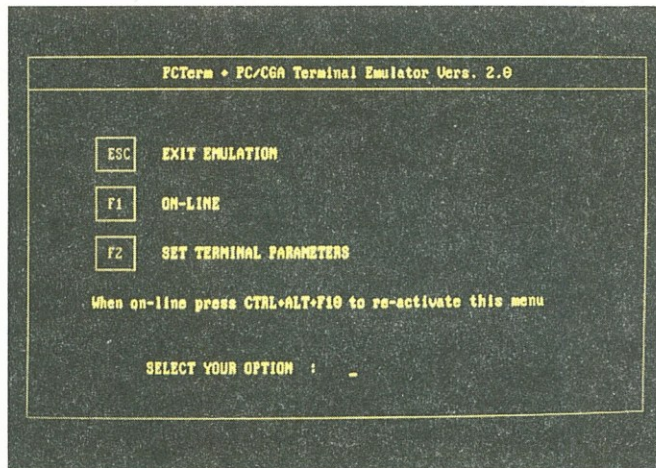 PCTerm + PC/CGA Terminal Emulator Vers. 2.0
ESC EXIT EMULATION
F1 ON-LINE
F2 SET TERMINAL PARAMETERS
When on-line press CTRL+ALT+F10 to re-activate this menu
SELECT YOUR OPTION : _